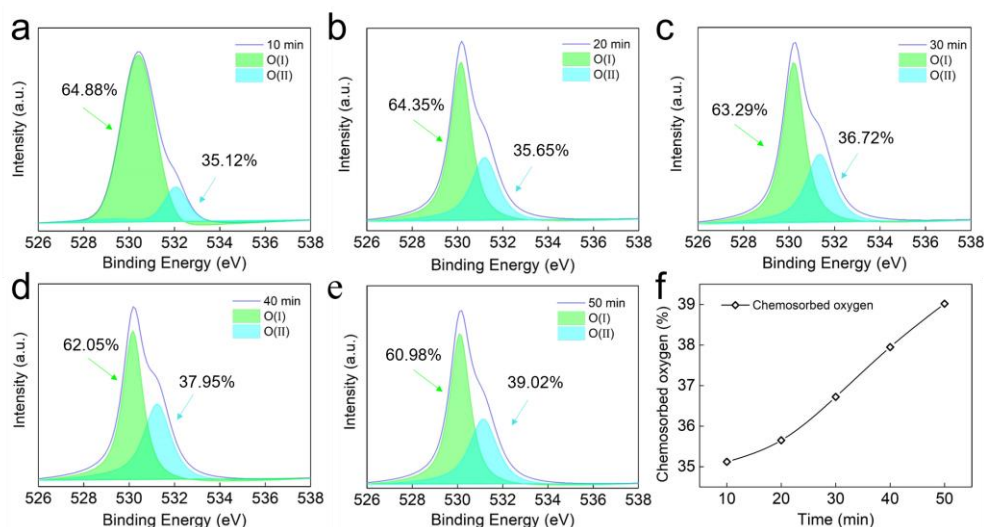 a
10 min
O(I)
O(II)
64.88%
35.12%
Intensity (a.u.)
526 528 530 532 534 536 538
Binding Energy (eV)
b
20 min
O(I)
O(II)
64.35%
35.65%
Intensity (a.u.)
526 528 530 532 534 536 538
Binding Energy (eV)
c
30 min
O(I)
O(II)
63.29%
36.72%
Intensity (a.u.)
526 528 530 532 534 536 538
Binding Energy (eV)
d
40 min
O(I)
O(II)
62.05%
37.95%
Intensity (a.u.)
526 528 530 532 534 536 538
Binding Energy (eV)
e
50 min
O(I)
O(II)
60.98%
39.02%
Intensity (a.u.)
526 528 530 532 534 536 538
Binding Energy (eV)
f
Chemosorbed oxygen
Chemosorbed oxygen (%)
39
38
37
36
35
10 20 30 40 50
Time (min)